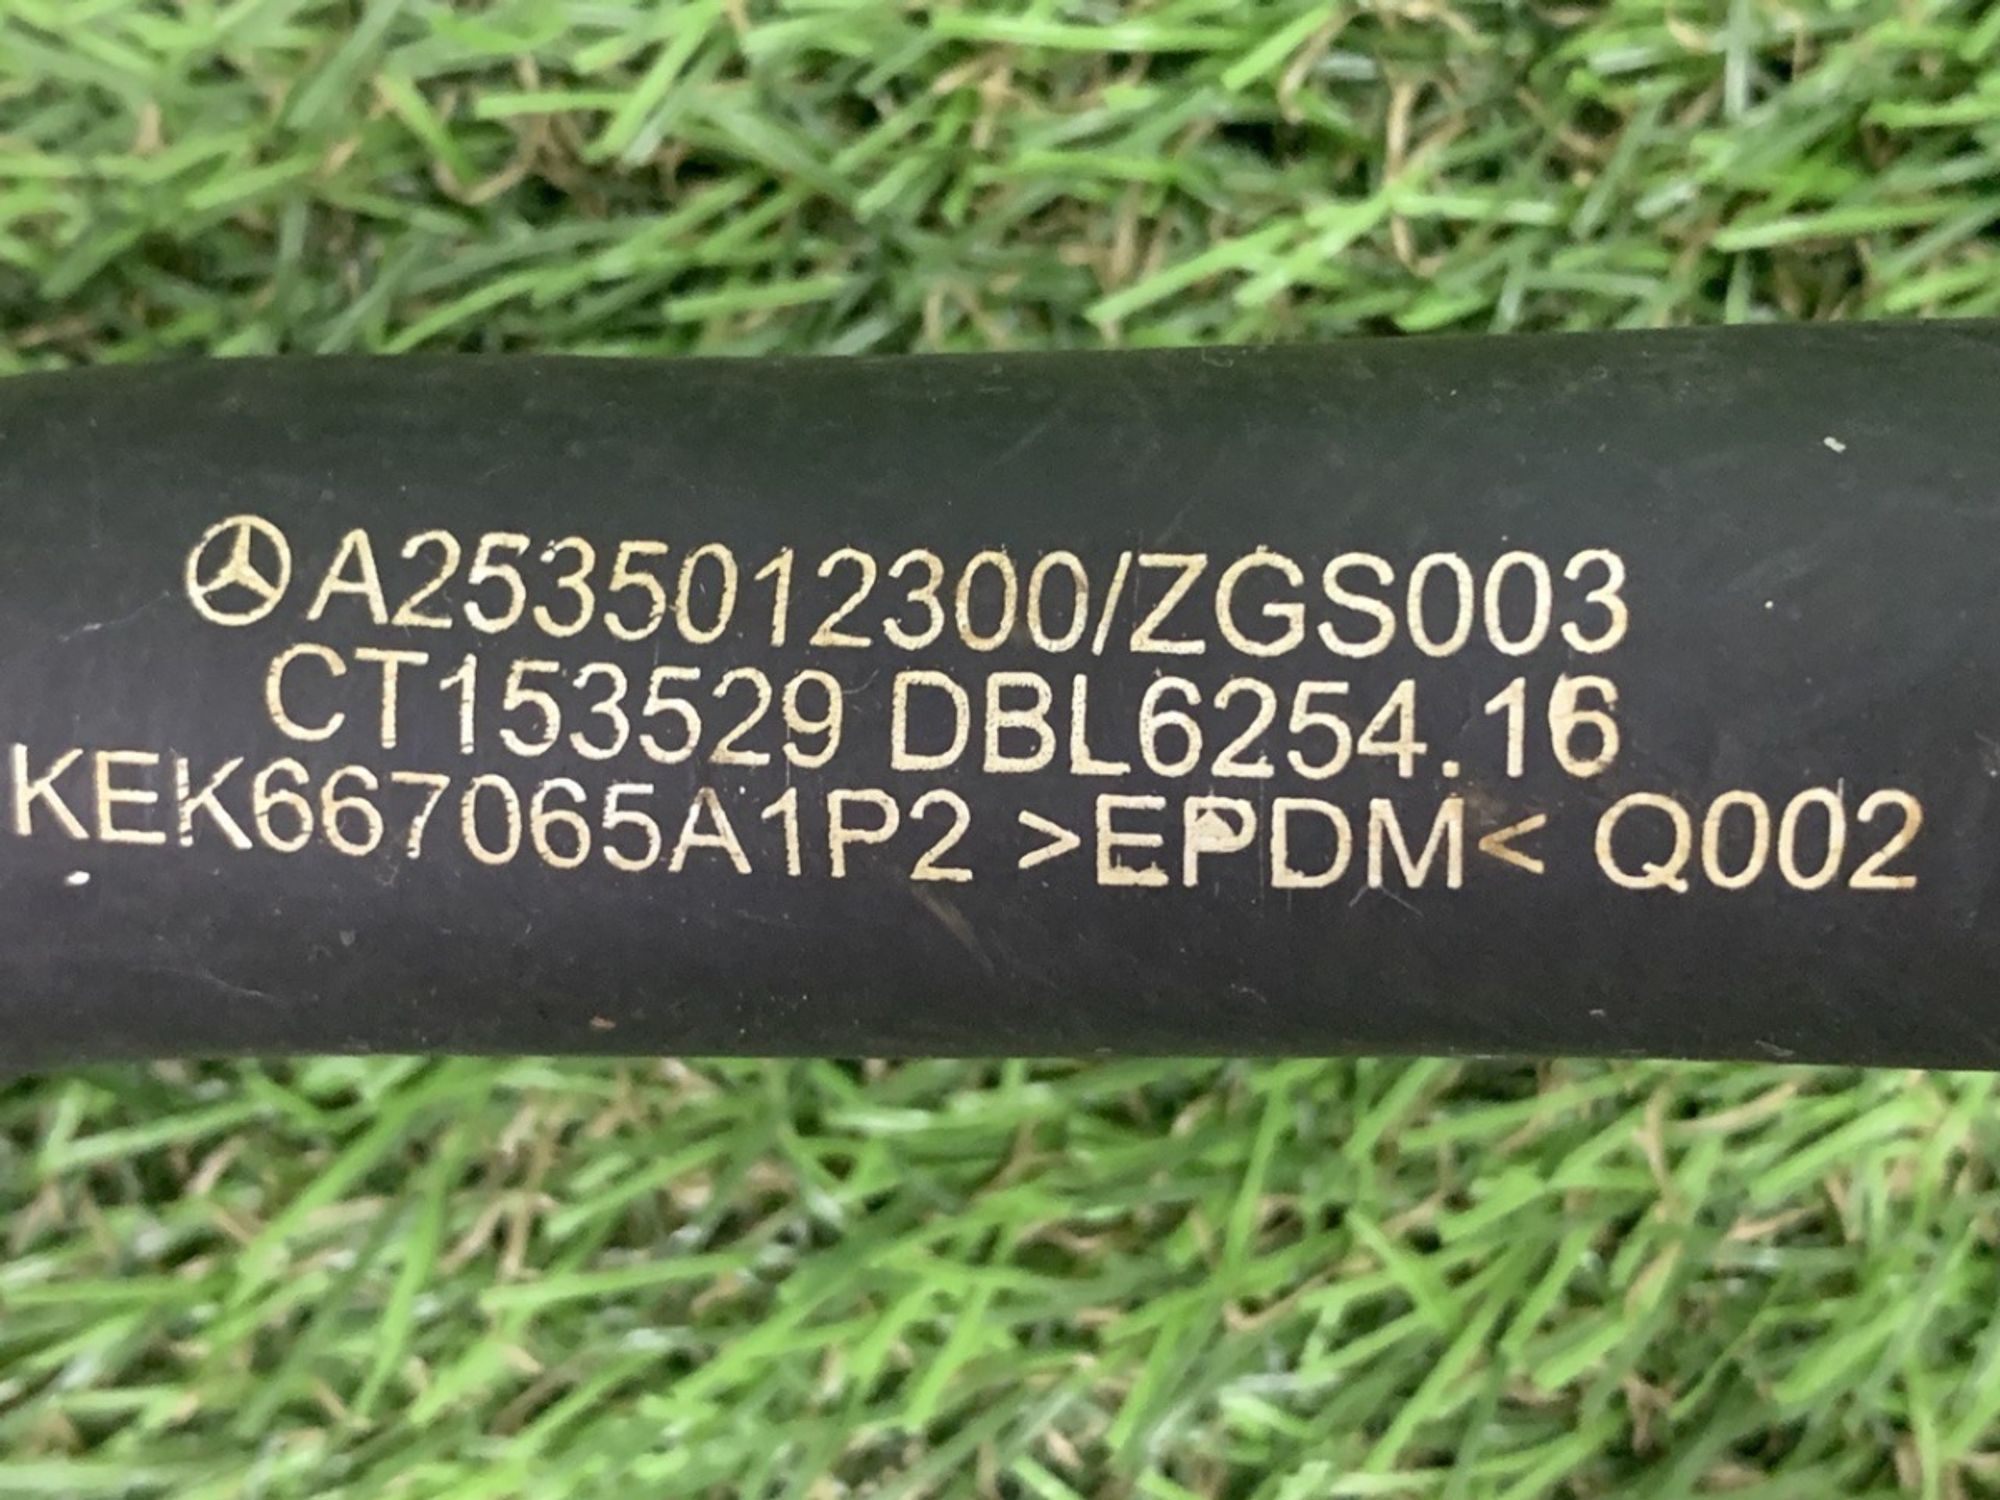 A2535012300/ZGS003
CT153529 DBL6254.16
KEK667065A1P2 >EPDM< Q002